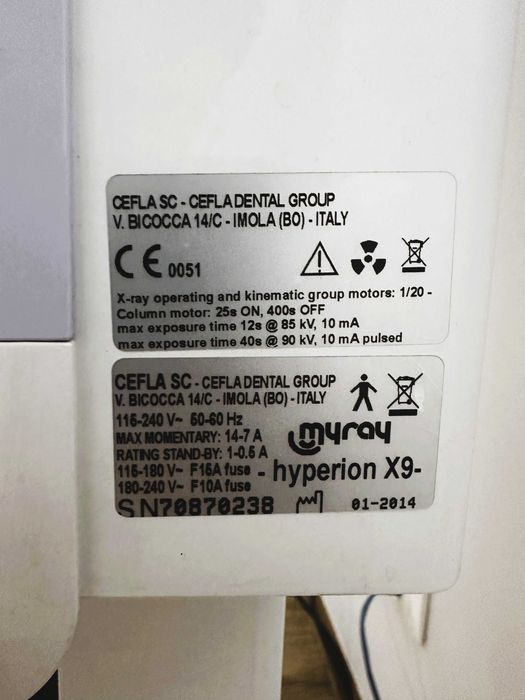 CEFLA SC - CEFLA DENTAL GROUP
V. BICOCCA 14/C - IMOLA (BO) - ITALY
CE 0051
X-ray operating and kinematic group motors: 1/20 -
Column motor: 25s ON, 400s OFF
max exposure time 12s @ 85 kV, 10 mA
max exposure time 40s @ 90 kV, 10 mA pulsed
CEFLA SC - CEFLA DENTAL GROUP
V. BICOCCA 14/C - IMOLA (BO) - ITALY
115-240 V~ 50-60 Hz
MAX MOMENTARY: 14-7 A
myray
RATING STAND-BY: 1-0.5 A
115-180 V~ F15A fuse
- hyperion X9-
180-240 V~ F10A fuse
SN70870238
01-2014